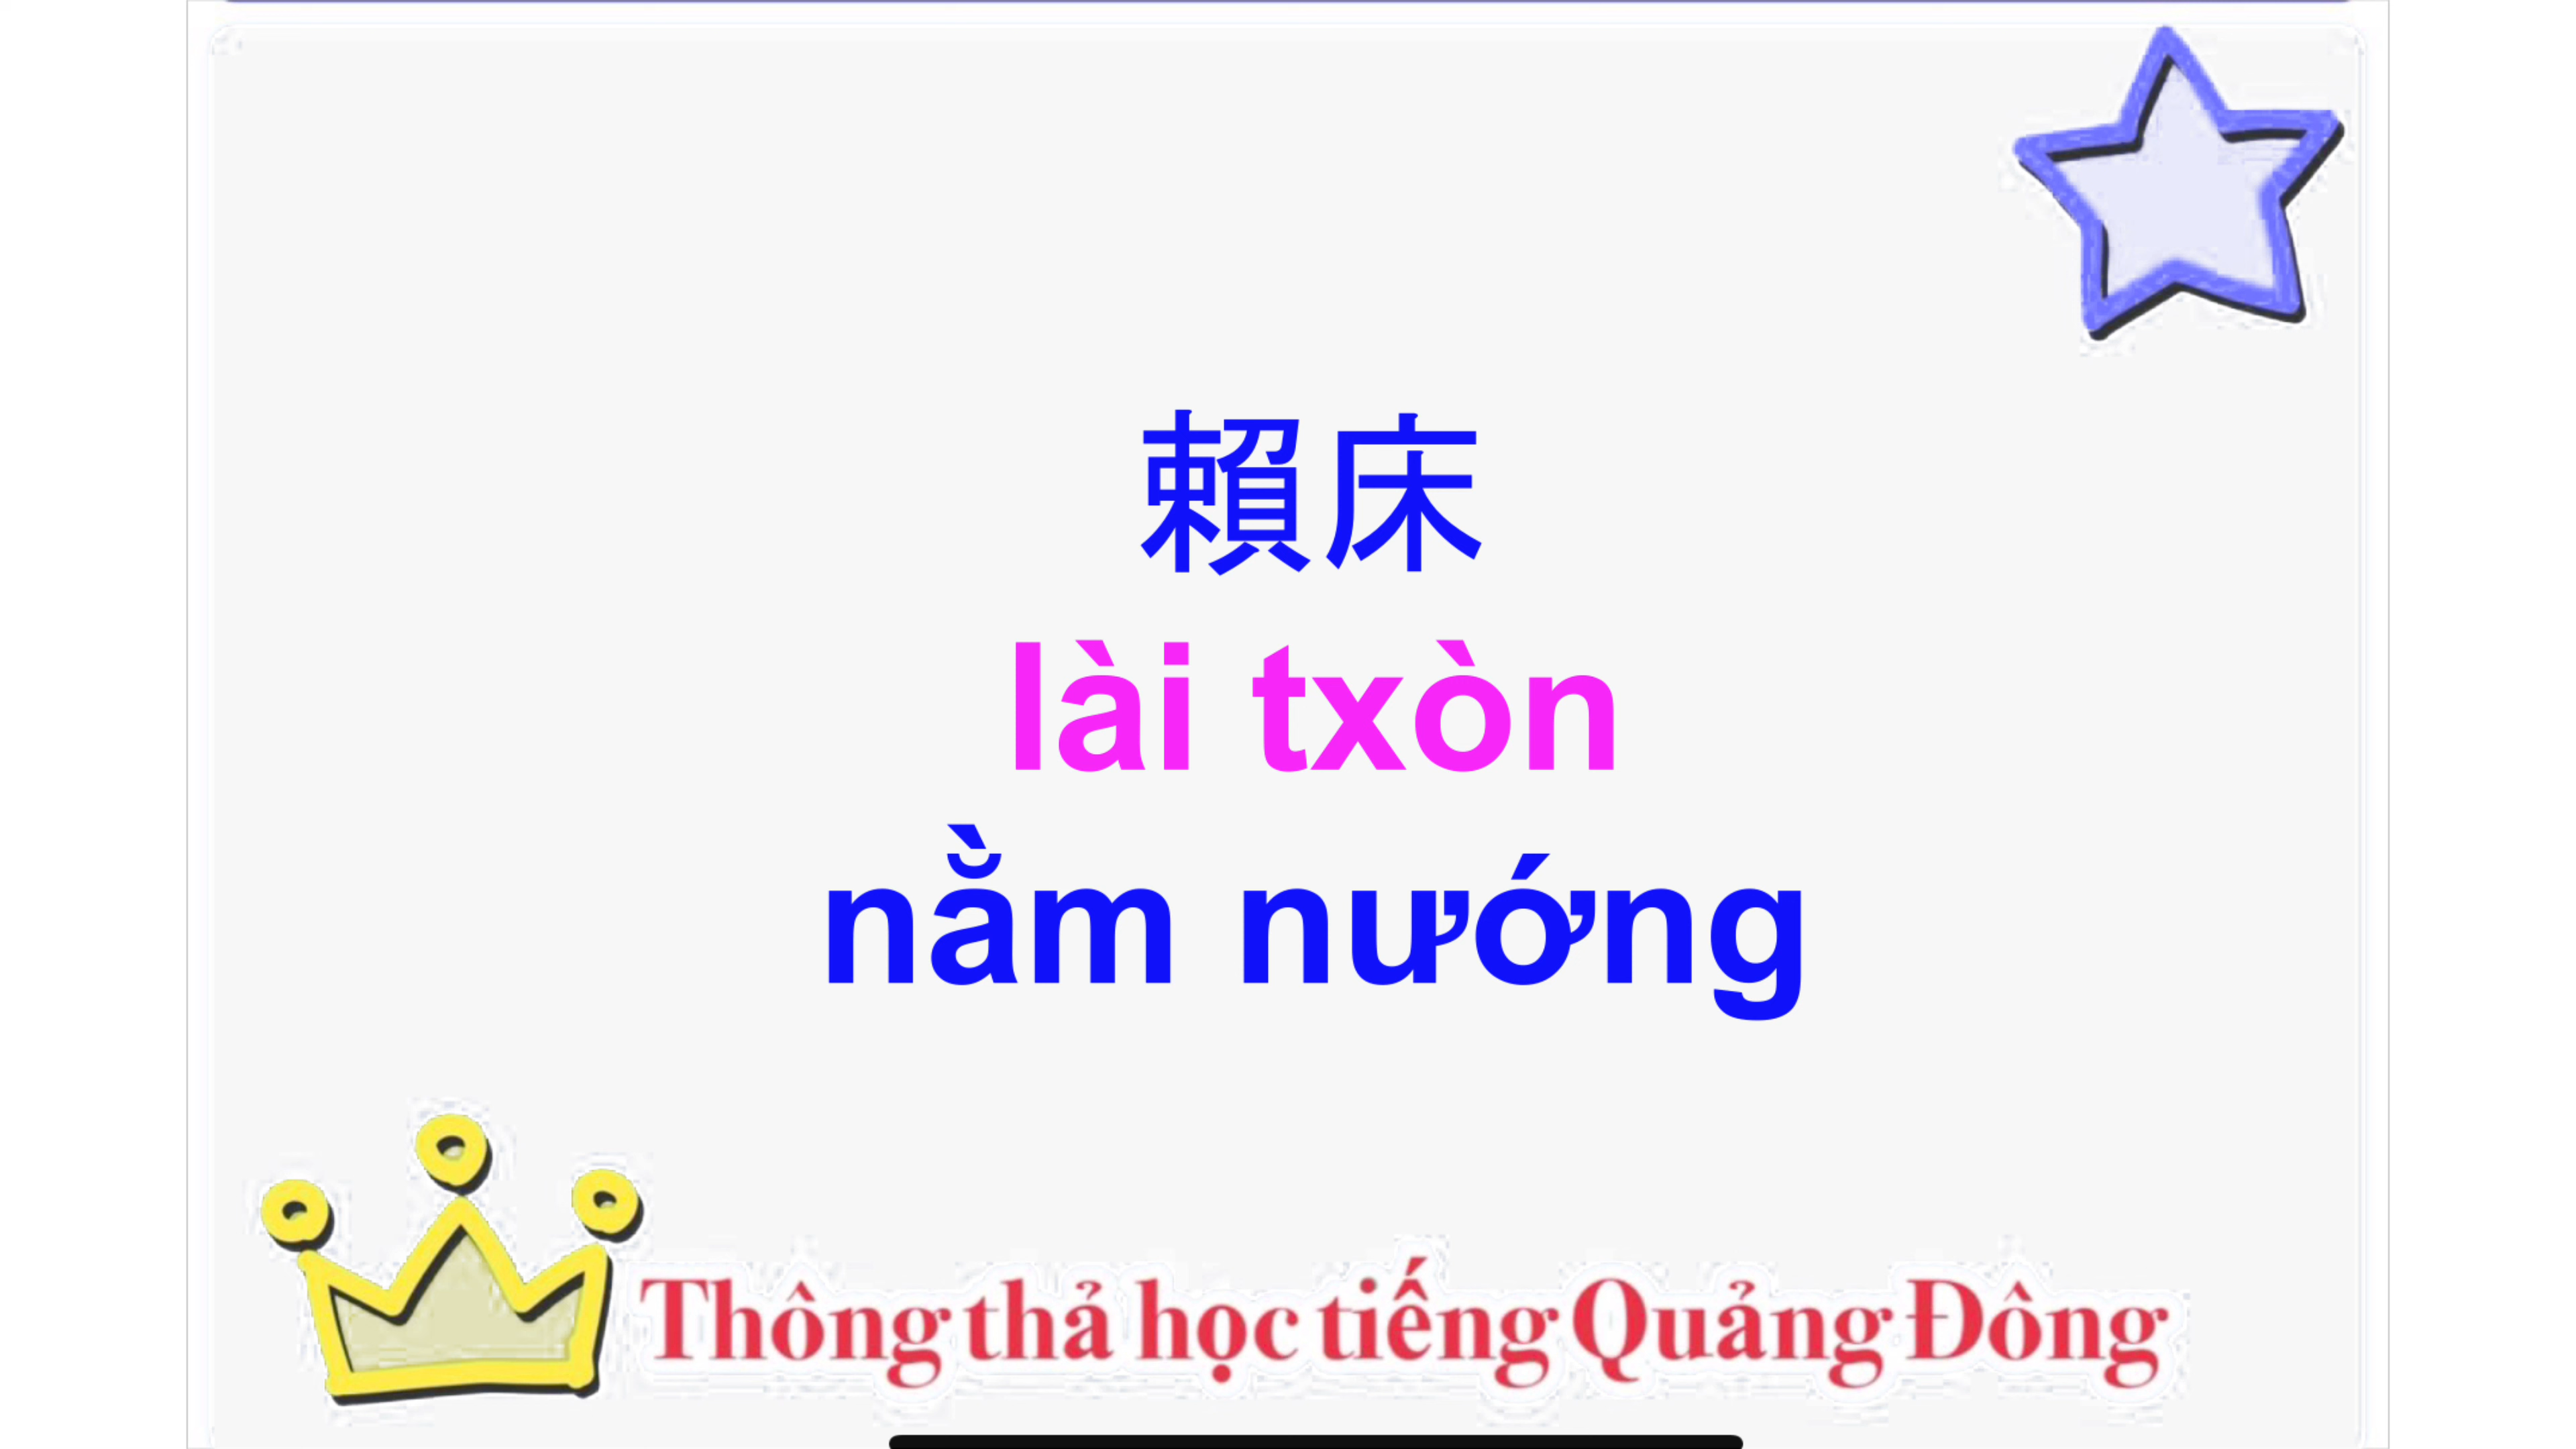 賴床
lài txòn
nằm nướng
Thông thả học tiếng Quảng Đông